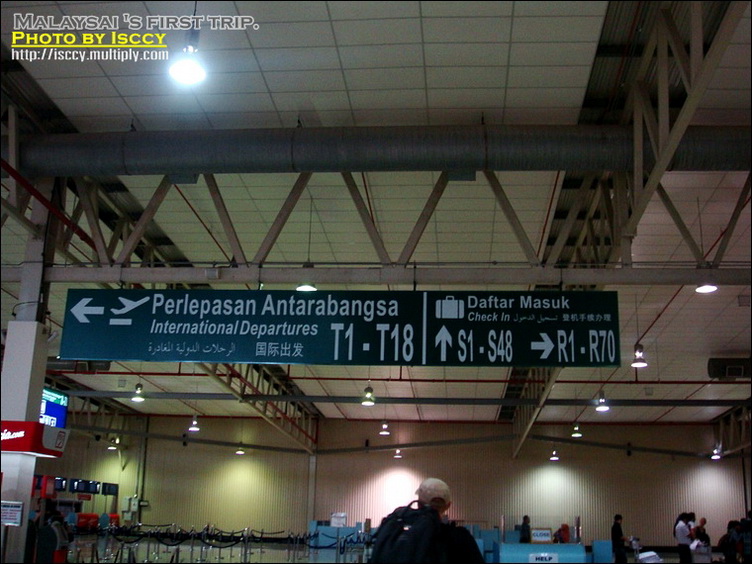 MALAYSAI 'S FIRST TRIP.
PHOTO BY ISCCY
http://isccy.multiply.com
Perlepasan Antarabangsa
International Departures
الرحلات الدولية المغادرة 国际出发
T1 - T18
Daftar Masuk
Check In تسجيل الدخول 登机手续办理
S1 - S48
R1 - R70
HELP